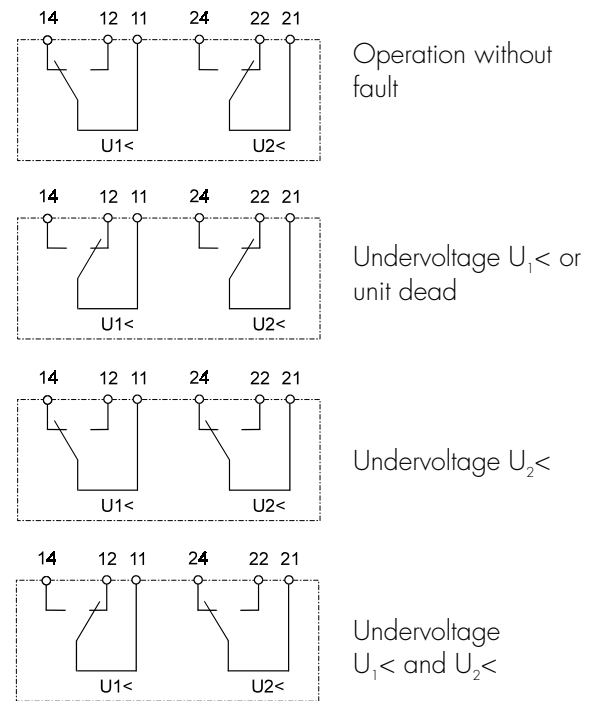 14 12 11 24 22 21
Operation without
fault
U1< U2<
14 12 11 24 22 21
Undervoltage U₁< or
unit dead
U1< U2<
14 12 11 24 22 21
Undervoltage U₂<
U1< U2<
14 12 11 24 22 21
Undervoltage
U₁< and U₂<
U1< U2<